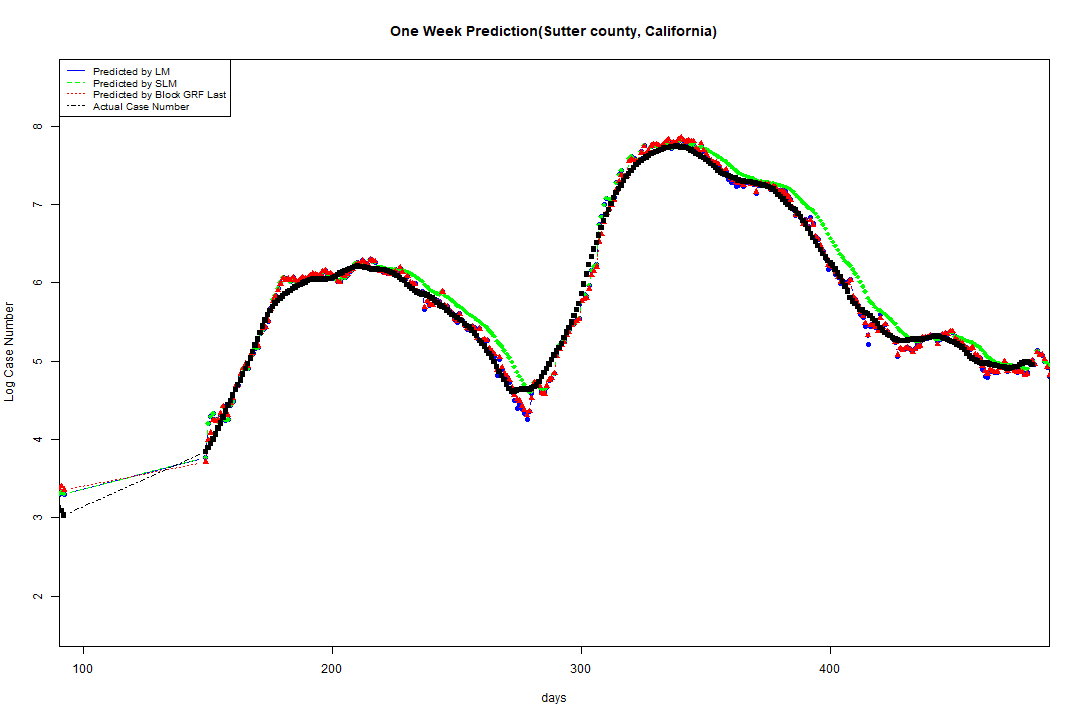 One Week Prediction(Sutter county, California)
Predicted by LM
Predicted by SLM
Predicted by Block GRF Last
Actual Case Number
Log Case Number
8
7
6
5
4
3
2
100 200 300 400
days